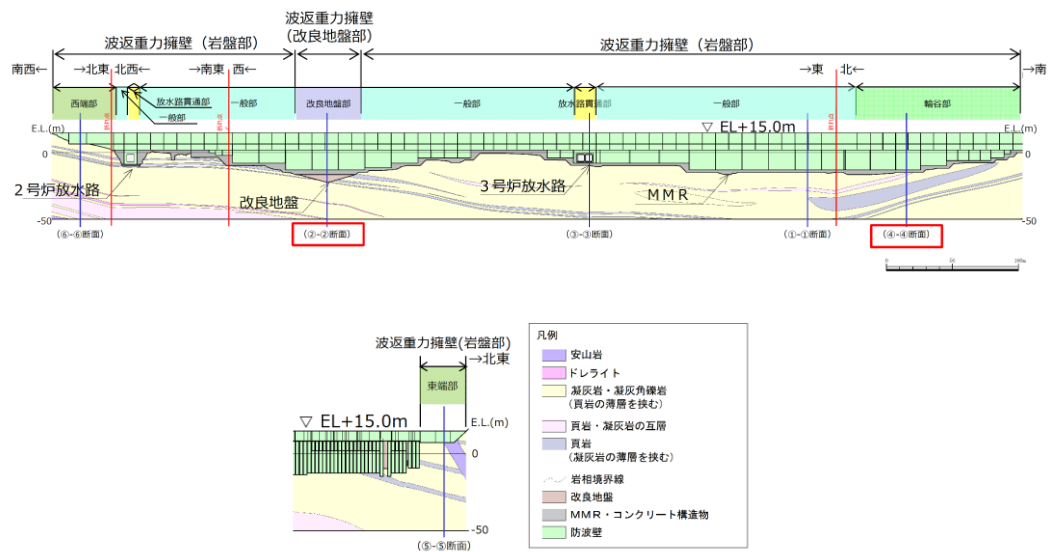 波返重力擁壁（岩盤部）
波返重力擁壁
（改良地盤部）
波返重力擁壁（岩盤部）
南西←
→北東
北西←
→南東
西←
→東
北←
→南
西端部
放水路貫通部
一般部
一般部
改良地盤部
一般部
放水路貫通部
一般部
輪谷部
E.L.(m)
▽ EL+15.0m
E.L.(m)
0
0
-50
-50
２号炉放水路
改良地盤
３号炉放水路
ＭＭＲ
(⑥-⑥断面)
(②-②断面)
(③-③断面)
(①-①断面)
(④-④断面)
0
50
100m
波返重力擁壁(岩盤部)
→北東
東端部
▽ EL+15.0m
E.L.(m)
0
-50
(⑤-⑤断面)
凡例
安山岩
ドレライト
凝灰岩・凝灰角礫岩
(頁岩の薄層を挟む)
頁岩・凝灰岩の互層
頁岩
(凝灰岩の薄層を挟む)
岩相境界線
改良地盤
ＭＭＲ・コンクリート構造物
防波壁